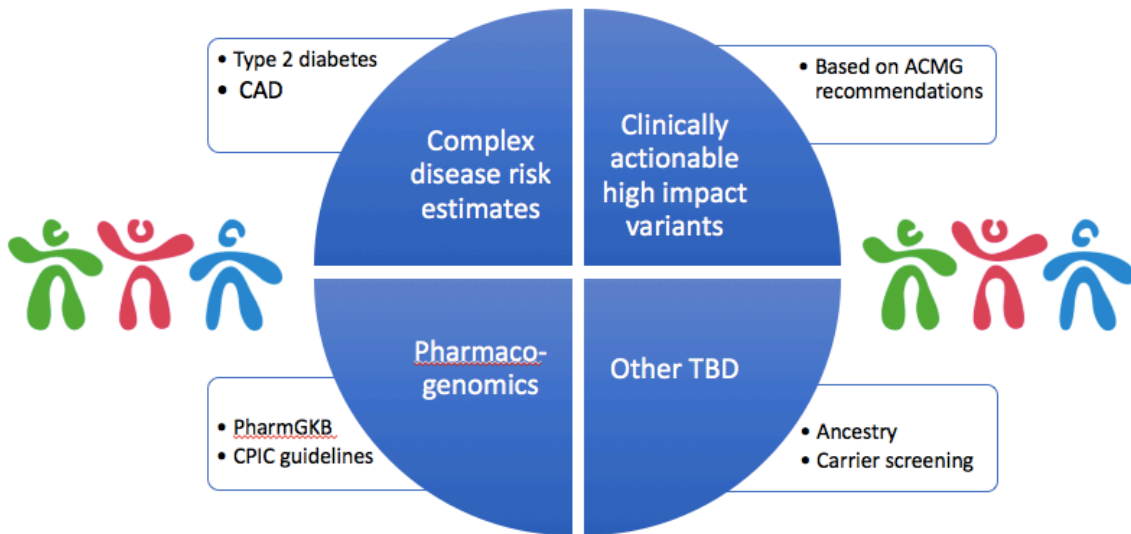 • Type 2 diabetes
• CAD
Complex
disease risk
estimates
Clinically
actionable
high impact
variants
• Based on ACMG
recommendations
Pharmaco-
genomics
• PharmGKB
• CPIC guidelines
Other TBD
• Ancestry
• Carrier screening